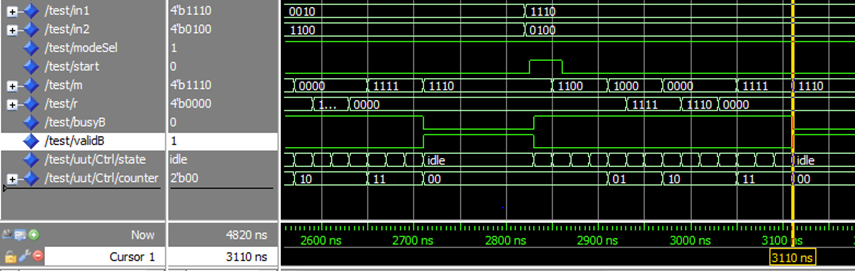 /test/in1 4'b1110 0010 1110
/test/in2 4'b0100 1100 0100
/test/modeSel 1
/test/start 0
/test/m 4'b1110 0000 1111 1110 1100 1000 0000 1111 1110
/test/r 4'b0000 1... 0000 1111 1110 0000
/test/busyB 0
/test/validB 1
/test/uut/Ctrl/state idle idle idle
/test/uut/Ctrl/counter 2'b00 10 11 00 01 10 11 00
Now 4820 ns 2600 ns 2700 ns 2800 ns 2900 ns 3000 ns
Cursor 1 3110 ns 3110 ns